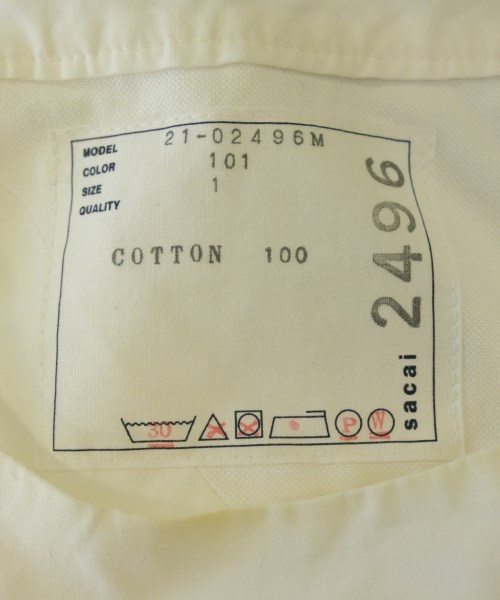 MODEL 21-02496M
COLOR 101
SIZE 1
QUALITY
COTTON 100
2496
sacai
30
P
W